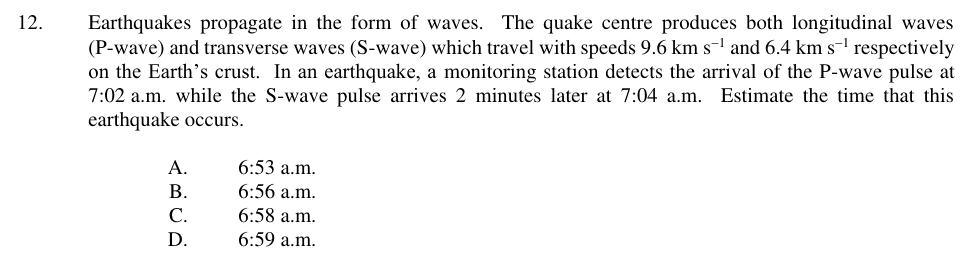 12. Earthquakes propagate in the form of waves. The quake centre produces both longitudinal waves
(P-wave) and transverse waves (S-wave) which travel with speeds 9.6 km s⁻¹ and 6.4 km s⁻¹ respectively
on the Earth's crust. In an earthquake, a monitoring station detects the arrival of the P-wave pulse at
7:02 a.m. while the S-wave pulse arrives 2 minutes later at 7:04 a.m. Estimate the time that this
earthquake occurs.
A. 6:53 a.m.
B. 6:56 a.m.
C. 6:58 a.m.
D. 6:59 a.m.